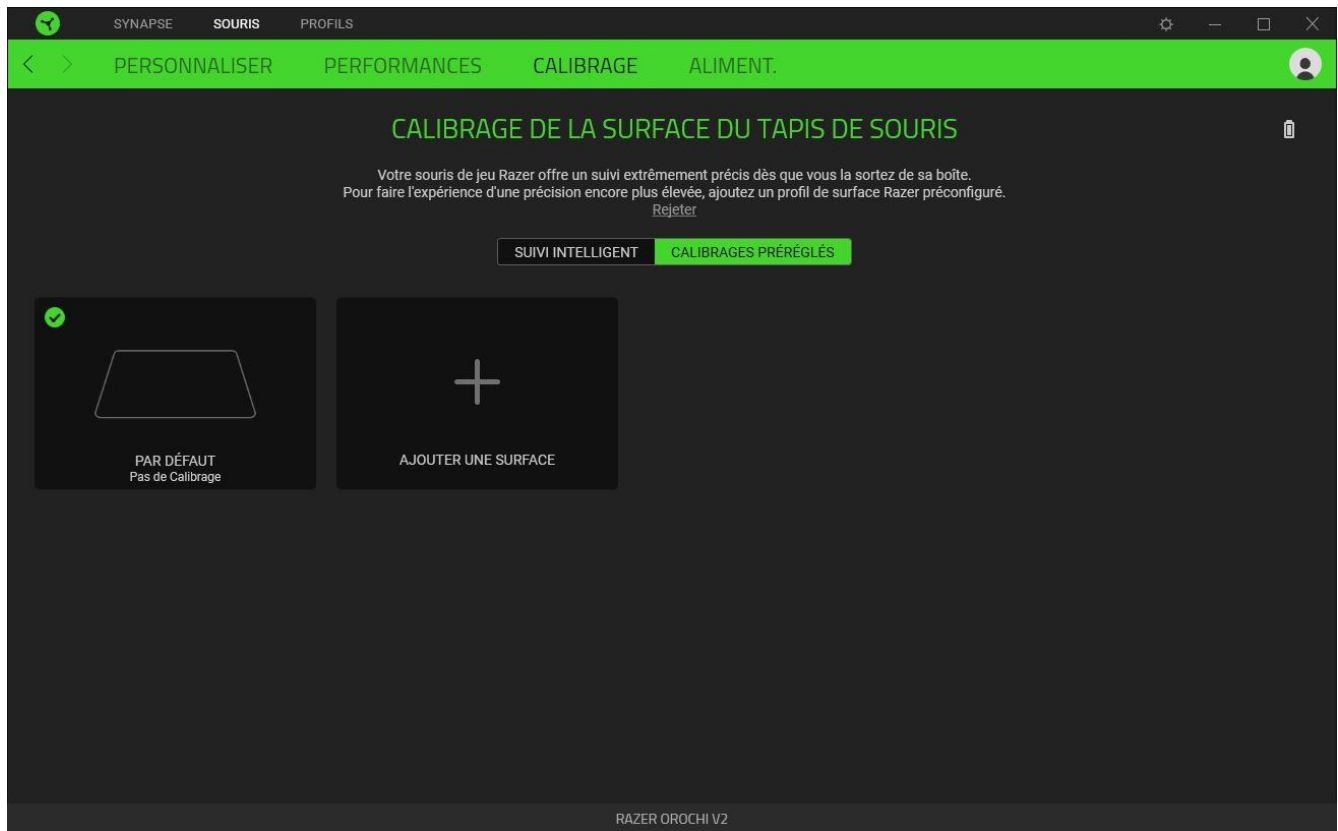 SYNAPSE SOURIS PROFILS
PERSONNALISER PERFORMANCES CALIBRAGE ALIMENT.
CALIBRAGE DE LA SURFACE DU TAPIS DE SOURIS
Votre souris de jeu Razer offre un suivi extrêmement précis dès que vous la sortez de sa boîte.
Pour faire l'expérience d'une précision encore plus élevée, ajoutez un profil de surface Razer préconfiguré.
Rejeter
SUIVI INTELLIGENT CALIBRAGES PRÉRÉGLÉS
PAR DÉFAUT
Pas de Calibrage
AJOUTER UNE SURFACE
RAZER OROCHI V2